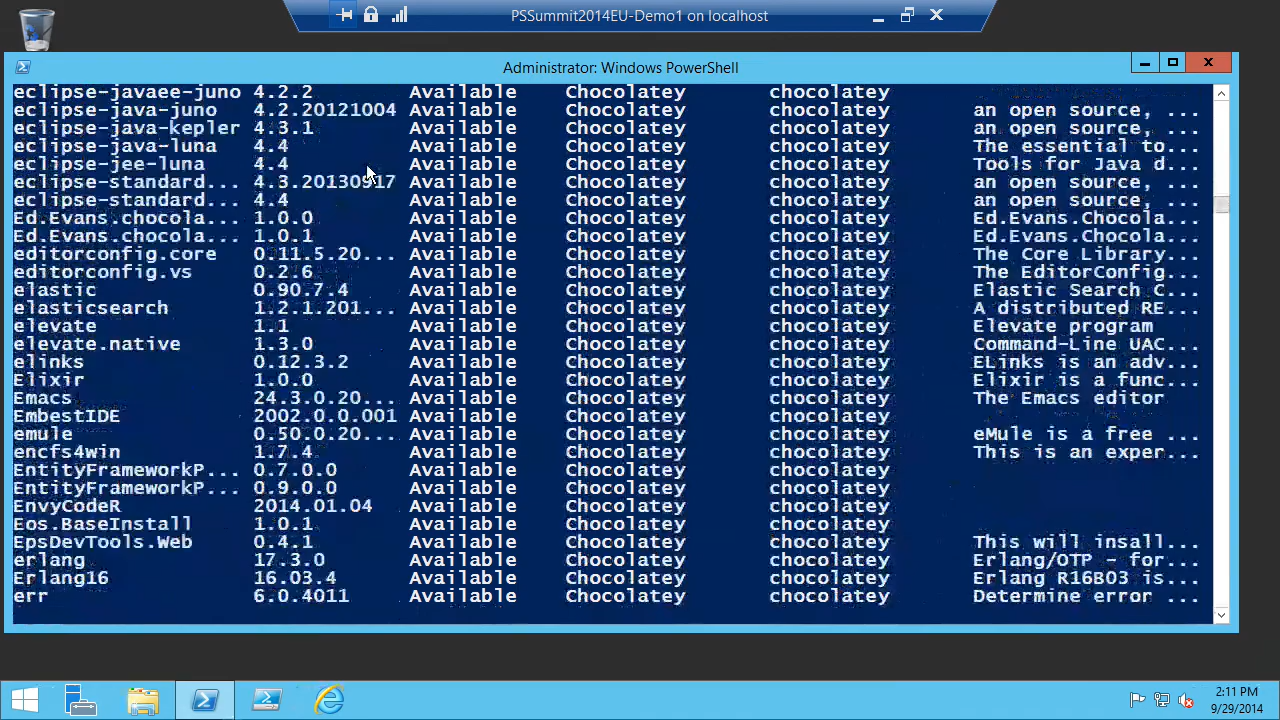 PSSummit2014EU-Demo1 on localhost
Administrator: Windows PowerShell
eclipse-javaee-juno 4.2.2 Available Chocolatey chocolatey an open source, ...
eclipse-java-juno 4.2.2.20121004 Available Chocolatey chocolatey an open source, ...
eclipse-java-kepler 4.3.1 Available Chocolatey chocolatey an open source, ...
eclipse-java-luna 4.4 Available Chocolatey chocolatey The essential to...
eclipse-jee-luna 4.4 Available Chocolatey chocolatey Tools for Java d...
eclipse-standard... 4.3.20130917 Available Chocolatey chocolatey an open source, ...
eclipse-standard... 4.4 Available Chocolatey chocolatey an open source, ...
Ed.Evans.chocola... 1.0.0 Available Chocolatey chocolatey Ed.Evans.Chocola...
Ed.Evans.chocola... 1.0.1 Available Chocolatey chocolatey Ed.Evans.Chocola...
editorconfig.core 0.11.5.20... Available Chocolatey chocolatey The Core Library...
editorconfig.vs 0.2.6 Available Chocolatey chocolatey The EditorConfig...
elastic 0.90.7.4 Available Chocolatey chocolatey Elastic Search C...
elasticsearch 1.2.1.201... Available Chocolatey chocolatey A distributed RE...
elevate 1.1 Available Chocolatey chocolatey Elevate program
elevate.native 1.3.0 Available Chocolatey chocolatey Command-Line UAC...
elinks 0.12.3.2 Available Chocolatey chocolatey ELinks is an adv...
Elixir 1.0.0 Available Chocolatey chocolatey Elixir is a func...
Emacs 24.3.0.20... Available Chocolatey chocolatey The Emacs editor
EmbestIDE 2002.0.0.001 Available Chocolatey chocolatey
emule 0.50.0.20... Available Chocolatey chocolatey eMule is a free ...
encfs4win 1.7.4 Available Chocolatey chocolatey This is an exper...
EntityFrameworkP... 0.7.0.0 Available Chocolatey chocolatey
EntityFrameworkP... 0.9.0.0 Available Chocolatey chocolatey
EnvyCodeR 2014.01.04 Available Chocolatey chocolatey
Eos.BaseInstall 1.0.1 Available Chocolatey chocolatey
EpsDevTools.Web 0.4.1 Available Chocolatey chocolatey This will insall...
erlang 17.3.0 Available Chocolatey chocolatey Erlang/OTP - for...
Erlang16 16.03.4 Available Chocolatey chocolatey Erlang R16B03 is...
err 6.0.4011 Available Chocolatey chocolatey Determine error ...
2:11 PM
9/29/2014